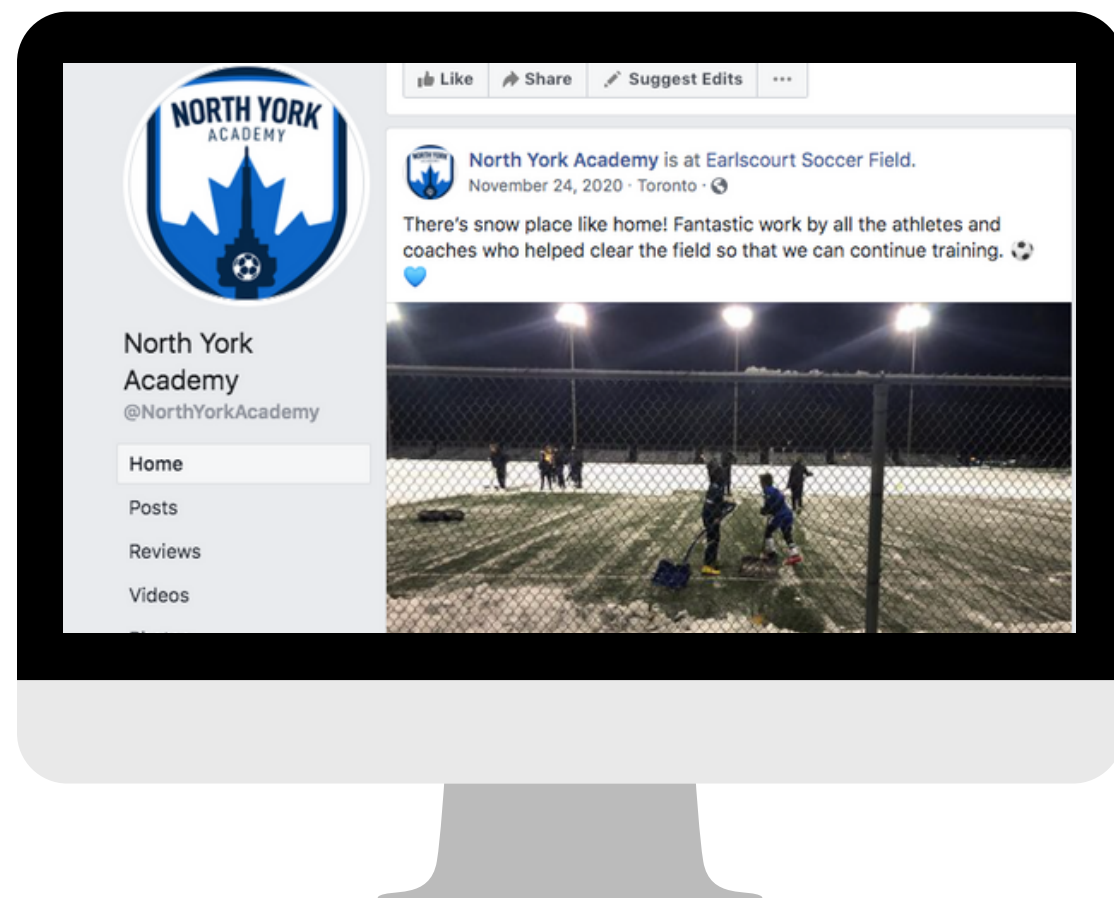 NORTH YORK
ACADEMY
North York
Academy
@NorthYorkAcademy
Home
Posts
Reviews
Videos
Like
Share
Suggest Edits
North York Academy is at Earlscourt Soccer Field.
November 24, 2020 · Toronto ·
There's snow place like home! Fantastic work by all the athletes and
coaches who helped clear the field so that we can continue training. ⚽
💙